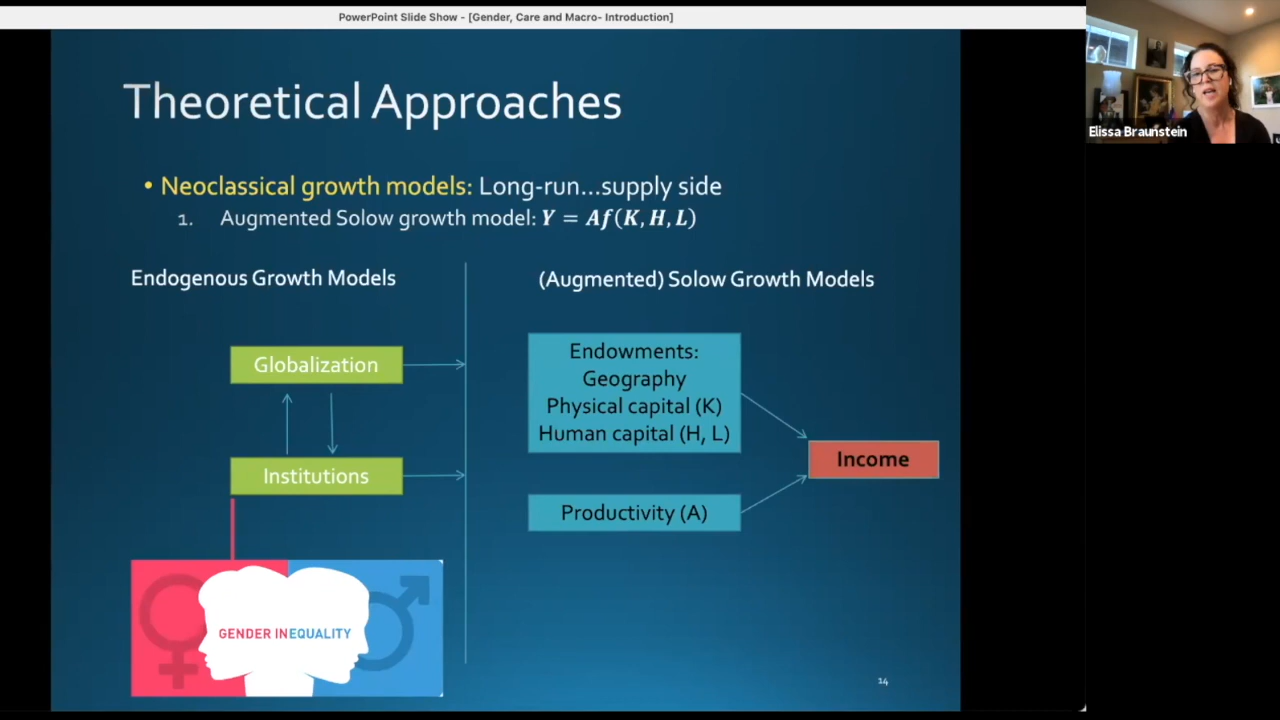 PowerPoint Slide Show - [Gender, Care and Macro- Introduction]
Elissa Braunstein
Theoretical Approaches
• Neoclassical growth models: Long-run...supply side
1. Augmented Solow growth model: Y = Af(K, H, L)
Endogenous Growth Models
(Augmented) Solow Growth Models
Globalization
Institutions
GENDER INEQUALITY
Endowments:
Geography
Physical capital (K)
Human capital (H, L)
Productivity (A)
Income
14